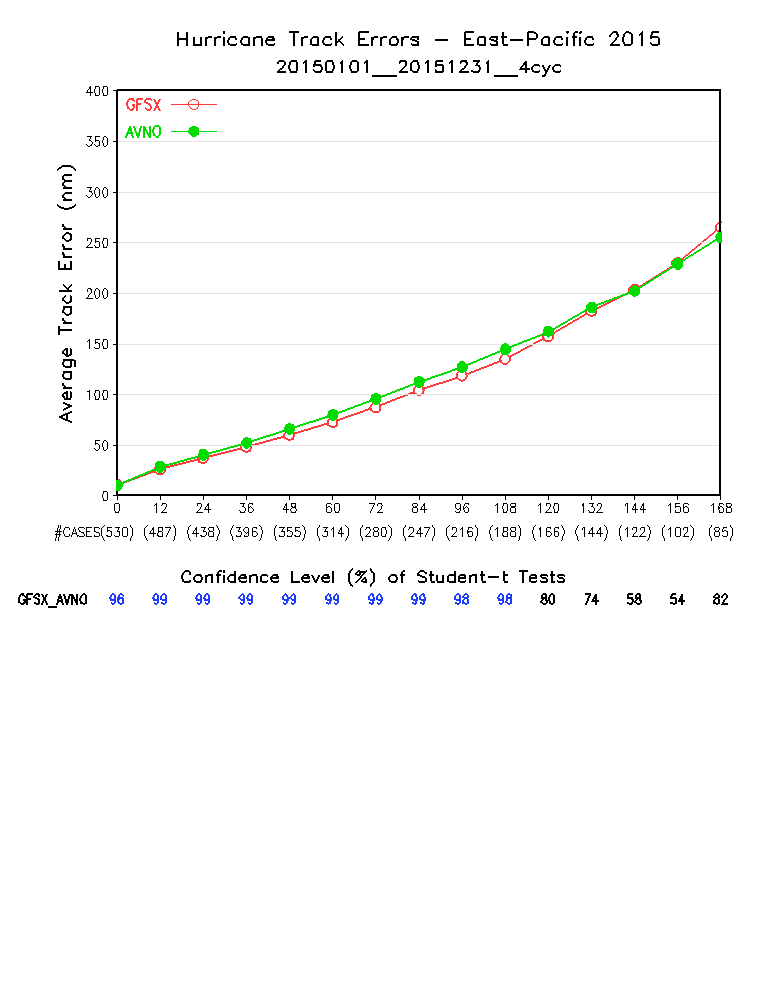 Hurricane Track Errors - East-Pacific 2015
20150101__20151231__4cyc
GFSX
AVNO
Average Track Error (nm)
400
350
300
250
200
150
100
50
0
0 12 24 36 48 60 72 84 96 108 120 132 144 156 168
#CASES(530) (487) (438) (396) (355) (314) (280) (247) (216) (188) (166) (144) (122) (102) (85)
Confidence Level (%) of Student-t Tests
GFSX_AVNO 96 99 99 99 99 99 99 99 98 98 80 74 58 54 82